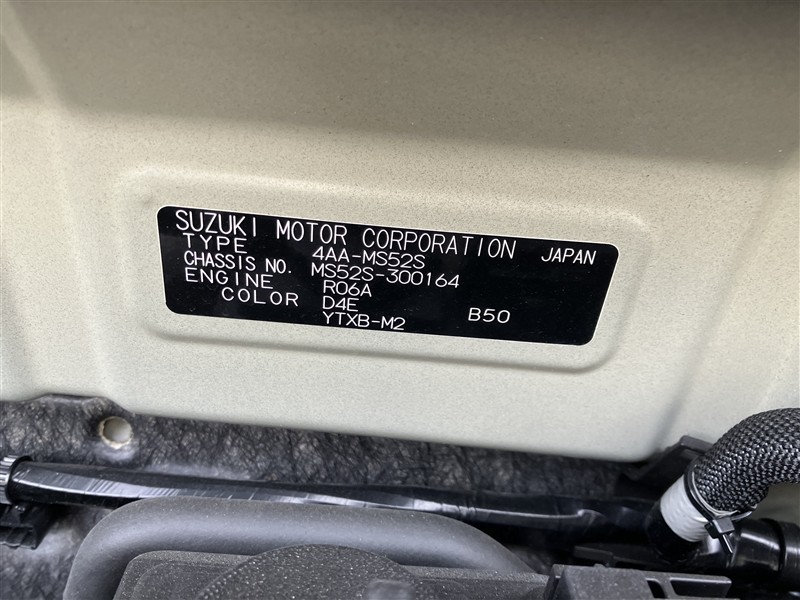 SUZUKI MOTOR CORPORATION JAPAN
TYPE 4AA-MS52S
CHASSIS NO. MS52S-300164
ENGINE R06A
COLOR D4E
YTXB-M2 B50